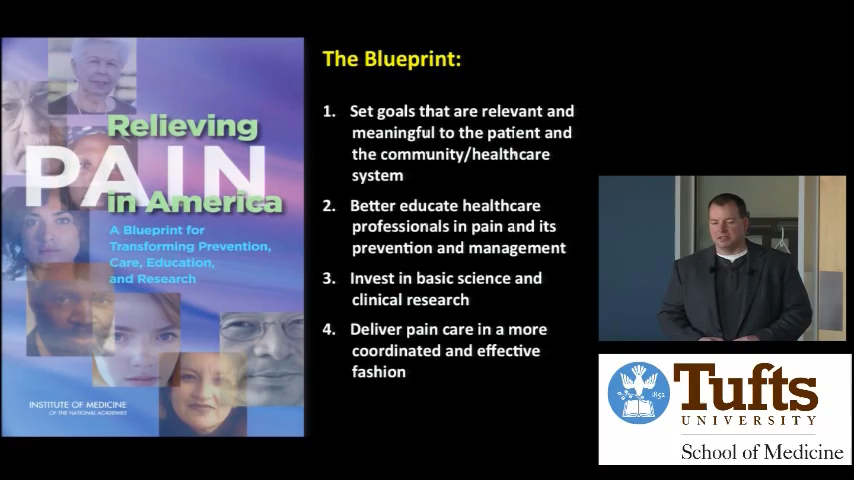 Relieving
PAIN
in America
A Blueprint for
Transforming Prevention,
Care, Education,
and Research
INSTITUTE OF MEDICINE
OF THE NATIONAL ACADEMIES
The Blueprint:
1. Set goals that are relevant and
meaningful to the patient and
the community/healthcare
system
2. Better educate healthcare
professionals in pain and its
prevention and management
3. Invest in basic science and
clinical research
4. Deliver pain care in a more
coordinated and effective
fashion
1852
Tufts
UNIVERSITY
School of Medicine